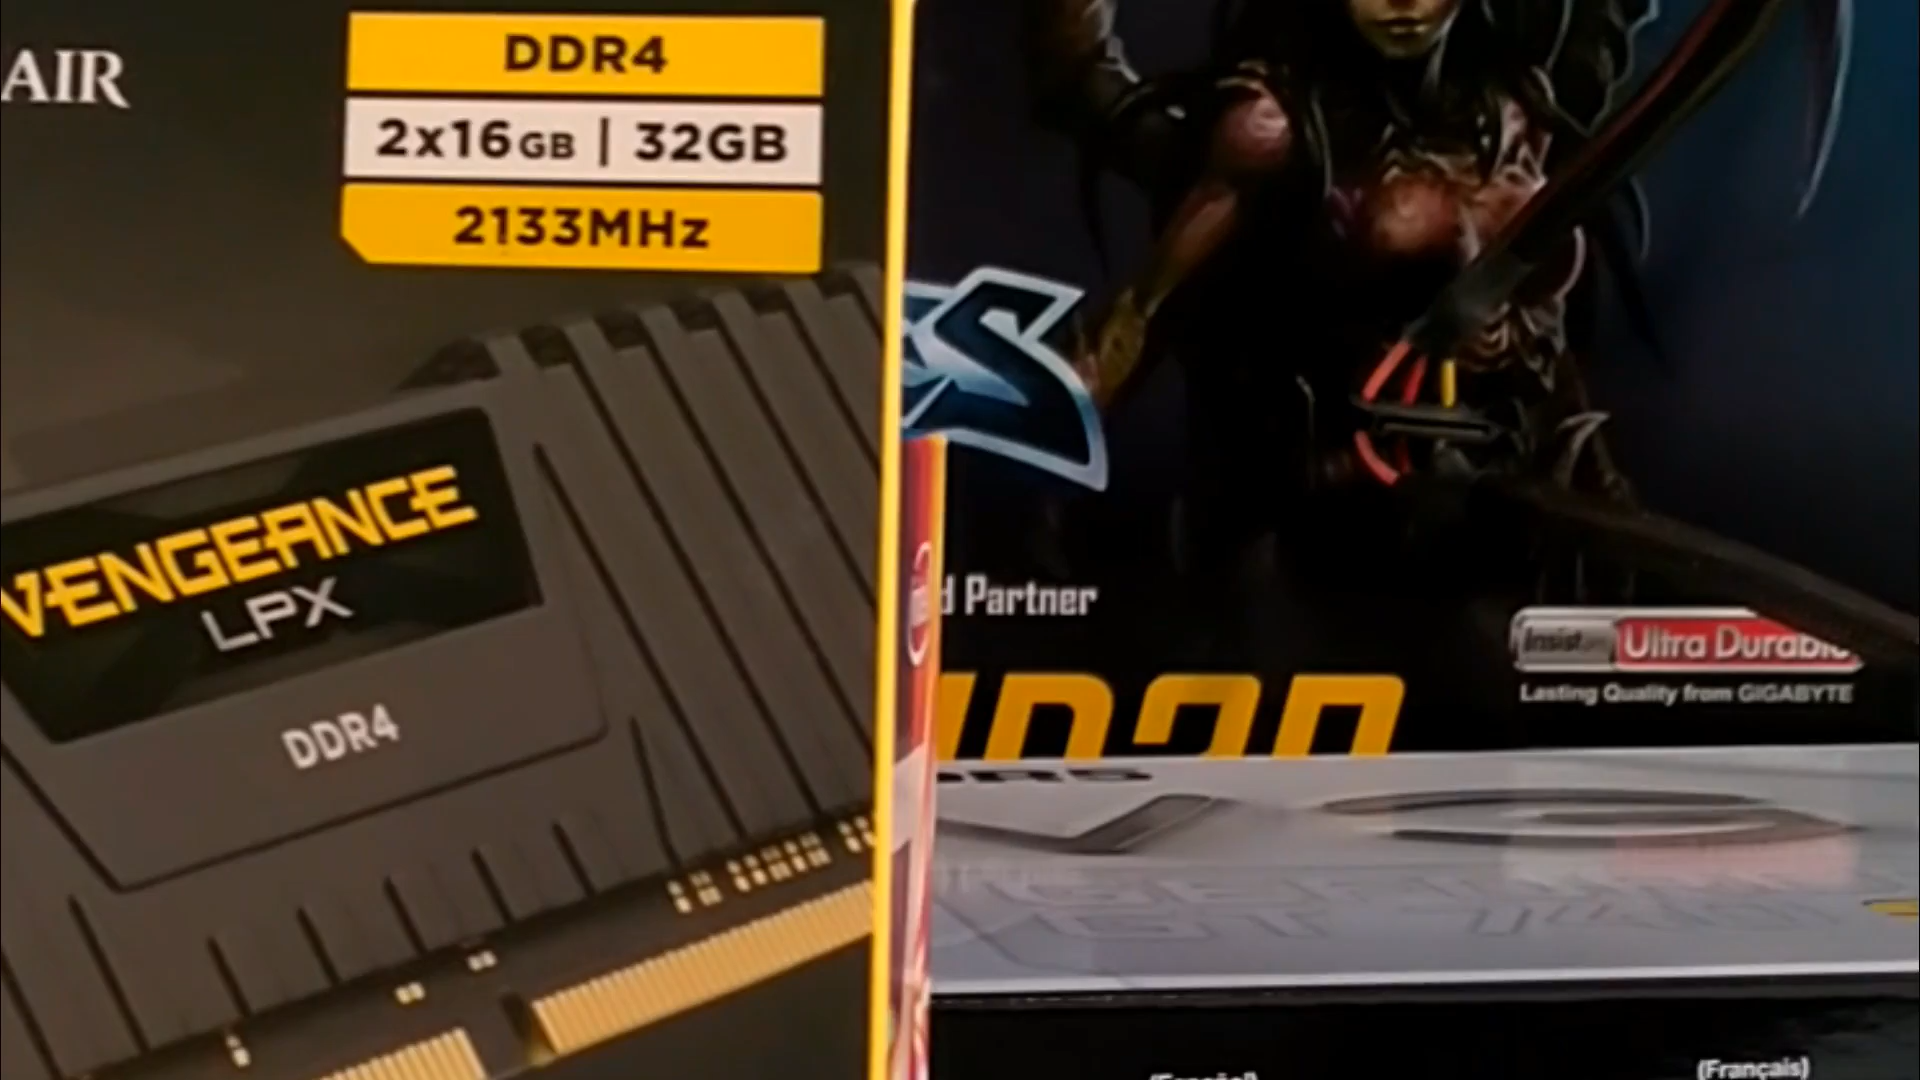 AIR
DDR4
2x16GB | 32GB
2133MHz
VENGEANCE
LPX
DDR4
d Partner
Ultra Durable
Lasting Quality from GIGABYTE
(Français)